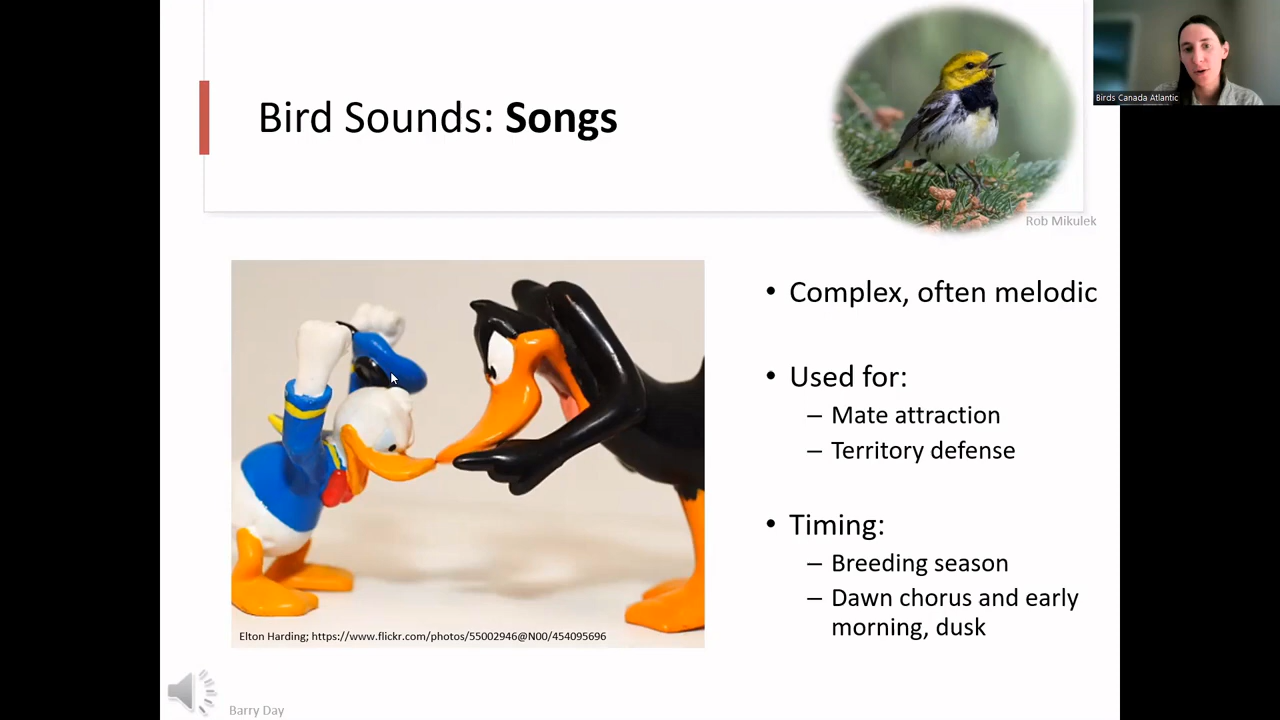 Bird Sounds: Songs
Birds Canada Atlantic
Rob Mikulek
• Complex, often melodic
• Used for:
– Mate attraction
– Territory defense
• Timing:
– Breeding season
– Dawn chorus and early
morning, dusk
Elton Harding; https://www.flickr.com/photos/55002946@N00/454095696
Barry Day